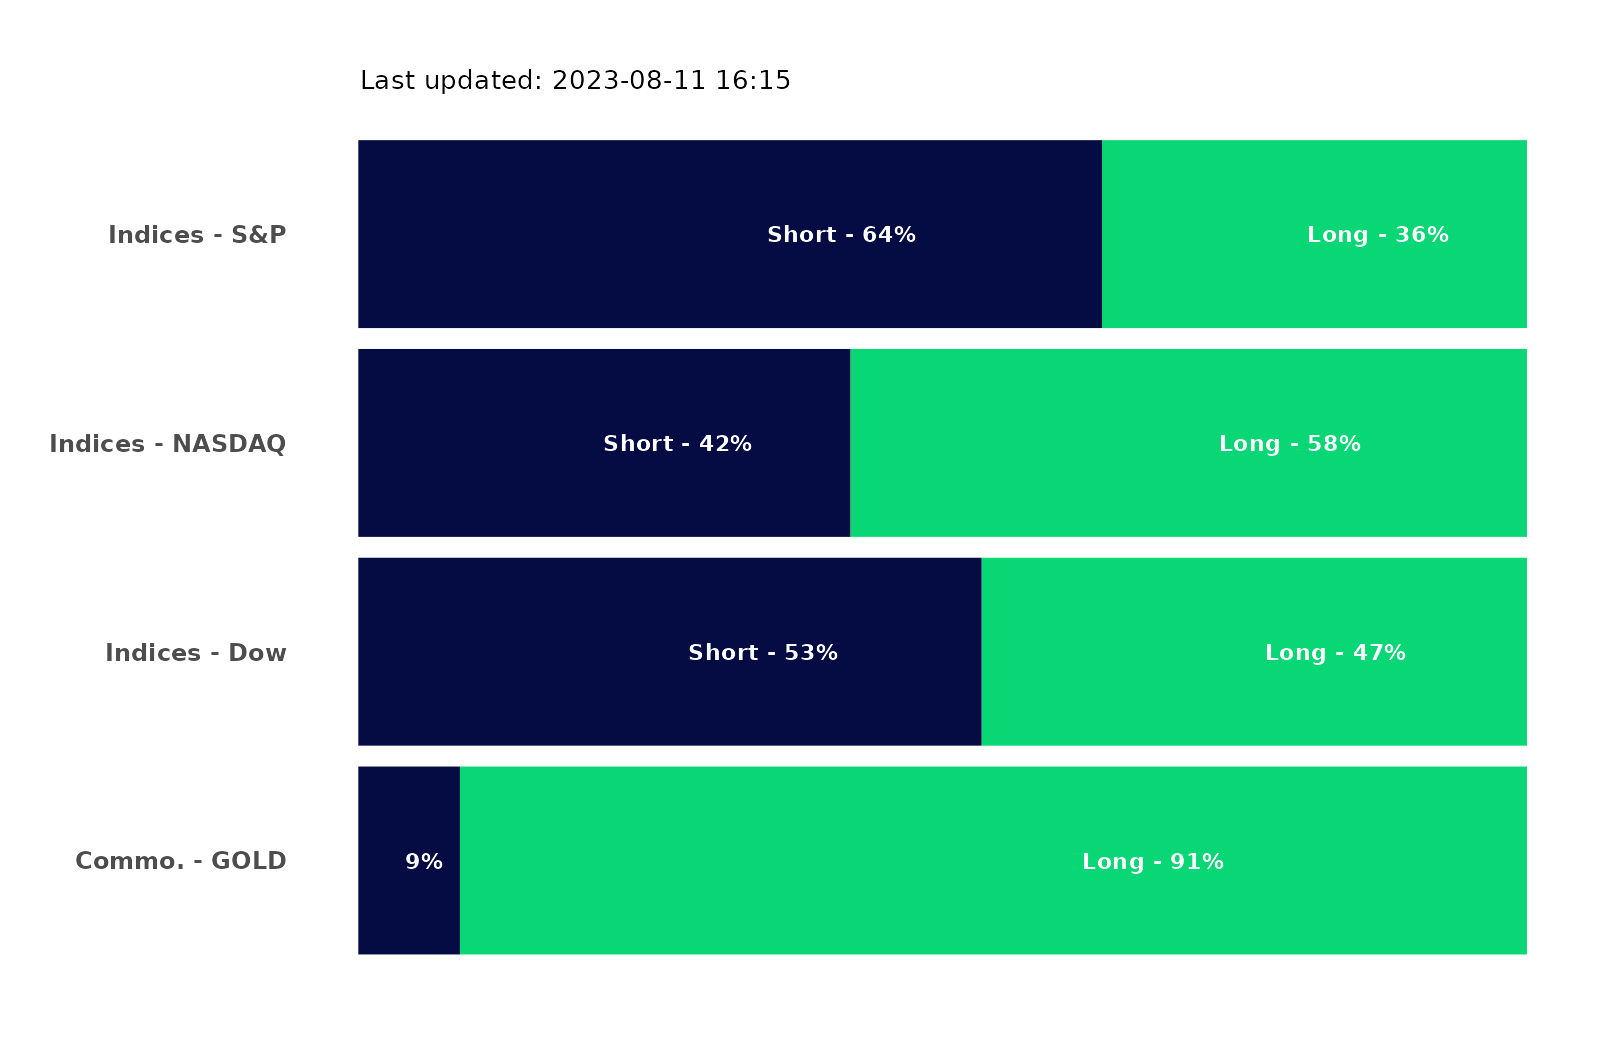 Last updated: 2023-08-11 16:15
Indices - S&P Short - 64% Long - 36%
Indices - NASDAQ Short - 42% Long - 58%
Indices - Dow Short - 53% Long - 47%
Commo. - GOLD 9% Long - 91%